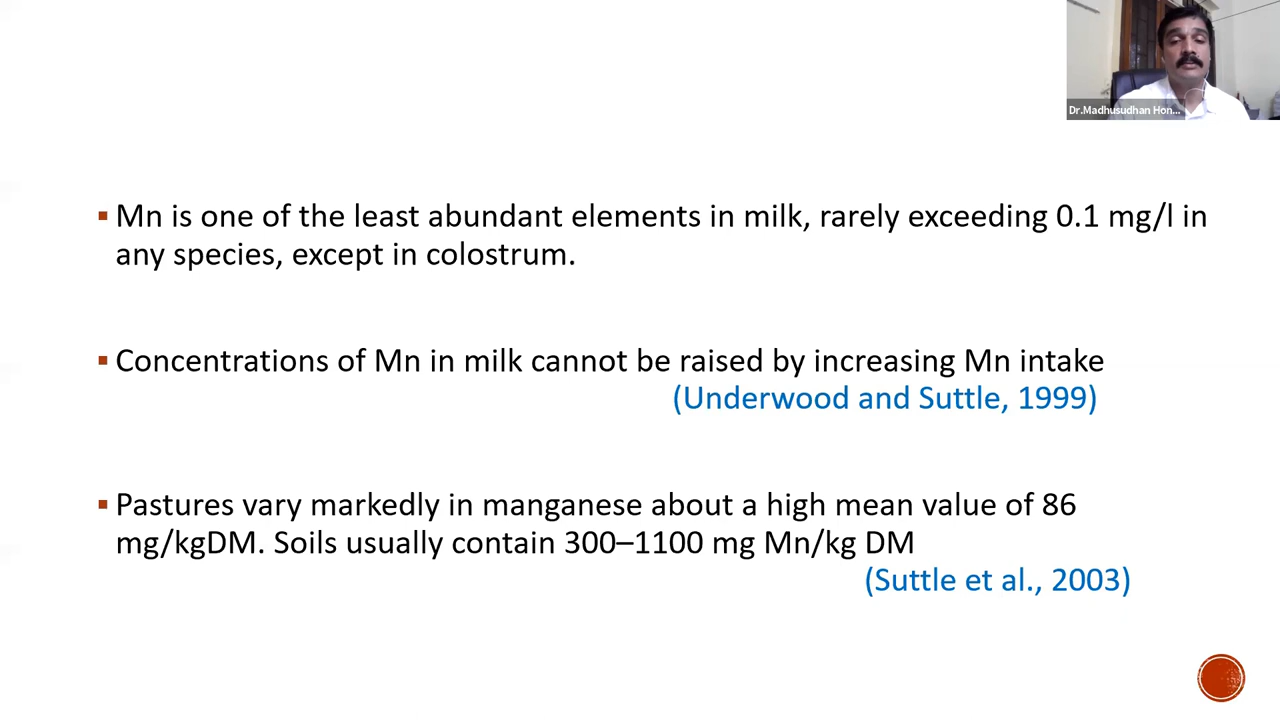 Dr.Madhusudhan Hon...
Mn is one of the least abundant elements in milk, rarely exceeding 0.1 mg/l in
any species, except in colostrum.
Concentrations of Mn in milk cannot be raised by increasing Mn intake
(Underwood and Suttle, 1999)
Pastures vary markedly in manganese about a high mean value of 86
mg/kgDM. Soils usually contain 300–1100 mg Mn/kg DM
(Suttle et al., 2003)